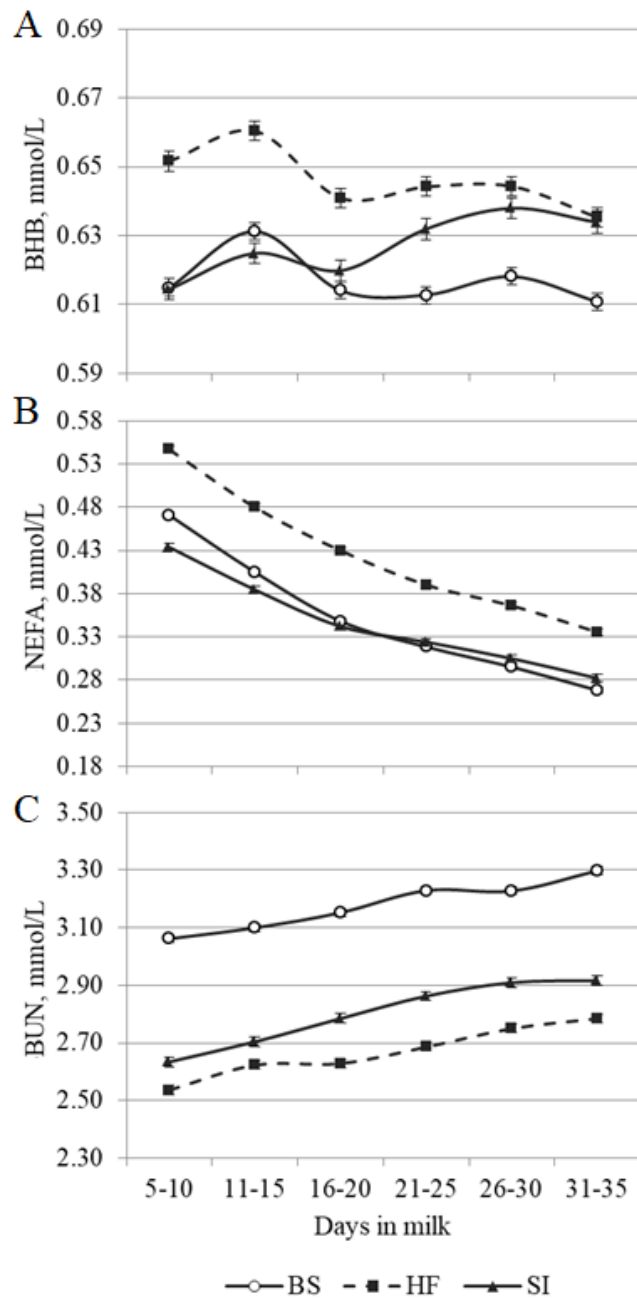 A
0.69
0.67
0.65
0.63
0.61
0.59
BHB, mmol/L
B
0.58
0.53
0.48
0.43
0.38
0.33
0.28
0.23
0.18
NEFA, mmol/L
C
3.50
3.30
3.10
2.90
2.70
2.50
2.30
BUN, mmol/L
5-10 11-15 16-20 21-25 26-30 31-35
Days in milk
BS HF SI